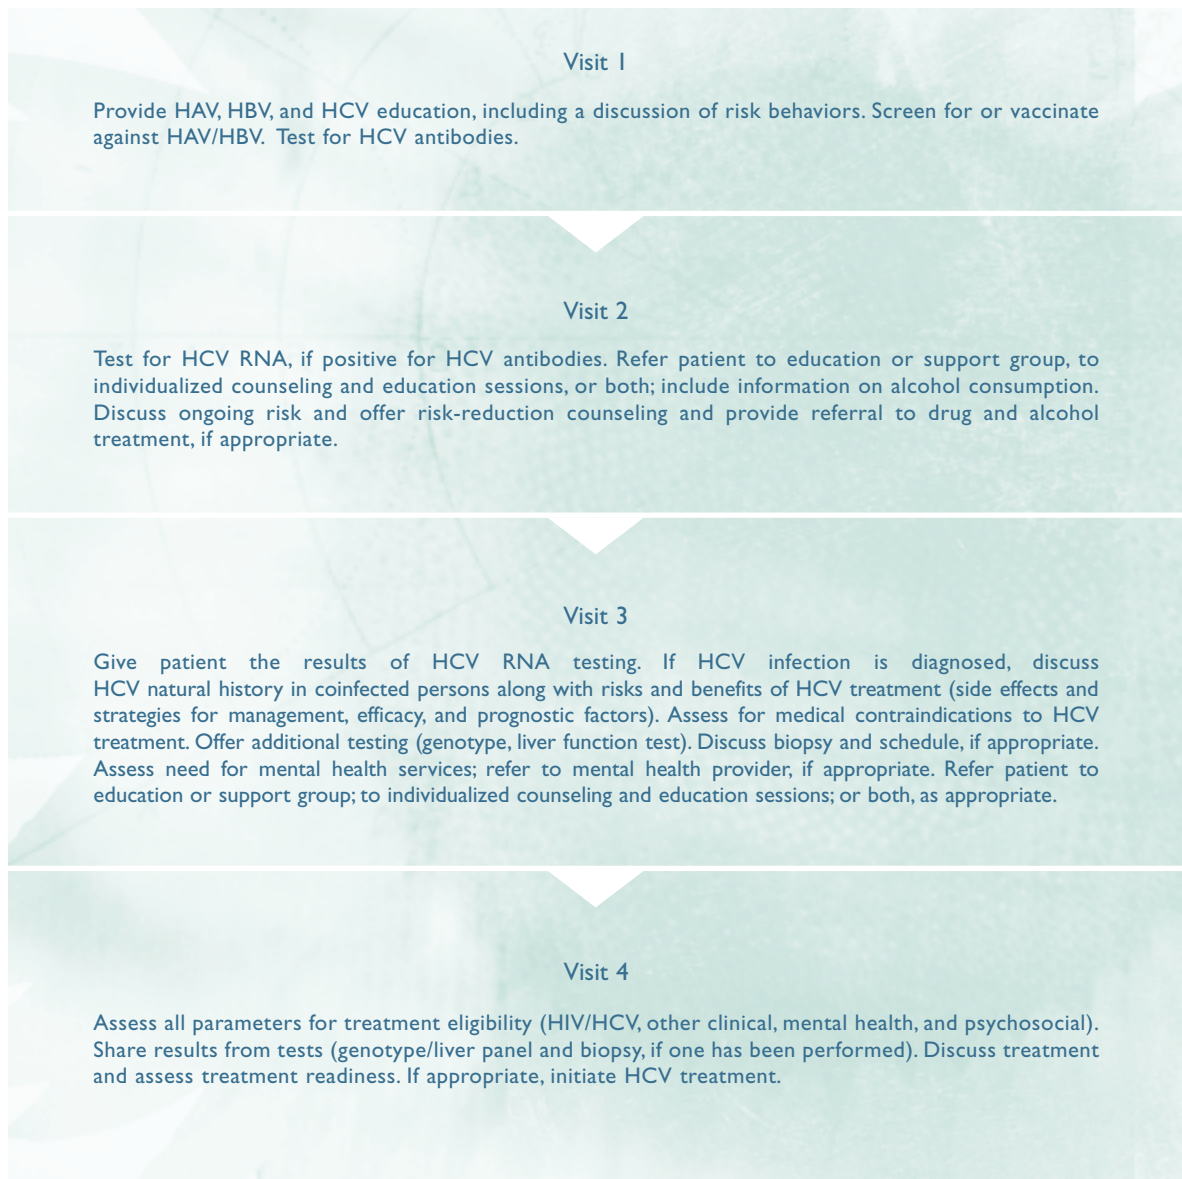 Visit 1
Provide HAV, HBV, and HCV education, including a discussion of risk behaviors. Screen for or vaccinate
against HAV/HBV.  Test for HCV antibodies.
Visit 2
Test for HCV RNA, if positive for HCV antibodies. Refer patient to education or support group, to
individualized counseling and education sessions, or both; include information on alcohol consumption.
Discuss ongoing risk and offer risk-reduction counseling and provide referral to drug and alcohol
treatment, if appropriate.
Visit 3
Give patient the results of HCV RNA testing. If HCV infection is diagnosed, discuss
HCV natural history in coinfected persons along with risks and benefits of HCV treatment (side effects and
strategies for management, efficacy, and prognostic factors). Assess for medical contraindications to HCV
treatment. Offer additional testing (genotype, liver function test). Discuss biopsy and schedule, if appropriate.
Assess need for mental health services; refer to mental health provider, if appropriate. Refer patient to
education or support group; to individualized counseling and education sessions; or both, as appropriate.
Visit 4
Assess all parameters for treatment eligibility (HIV/HCV, other clinical, mental health, and psychosocial).
Share results from tests (genotype/liver panel and biopsy, if one has been performed). Discuss treatment
and assess treatment readiness. If appropriate, initiate HCV treatment.